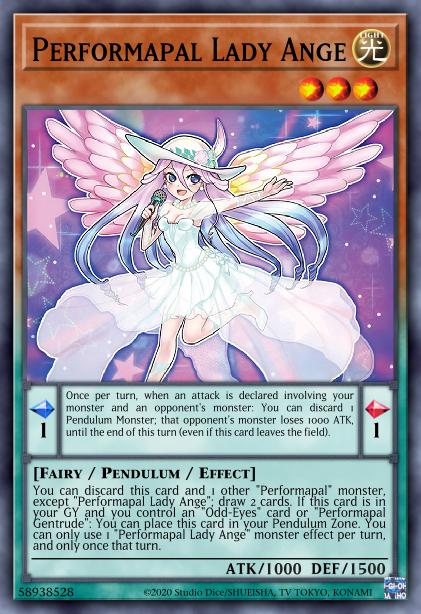 PERFORMAPAL LADY ANGE
LIGHT
光
Once per turn, when an attack is declared involving your
monster and an opponent's monster: You can discard 1
Pendulum Monster; that opponent's monster loses 1000 ATK,
until the end of this turn (even if this card leaves the field).
1
1
[FAIRY / PENDULUM / EFFECT]
You can discard this card and 1 other "Performapal" monster,
except "Performapal Lady Ange"; draw 2 cards. If this card is in
your GY and you control an "Odd-Eyes" card or "Performapal
Gentrude": You can place this card in your Pendulum Zone. You
can only use 1 "Performapal Lady Ange" monster effect per turn,
and only once that turn.
ATK/1000 DEF/1500
58938528
©2020 Studio Dice/SHUEISHA, TV TOKYO, KONAMI